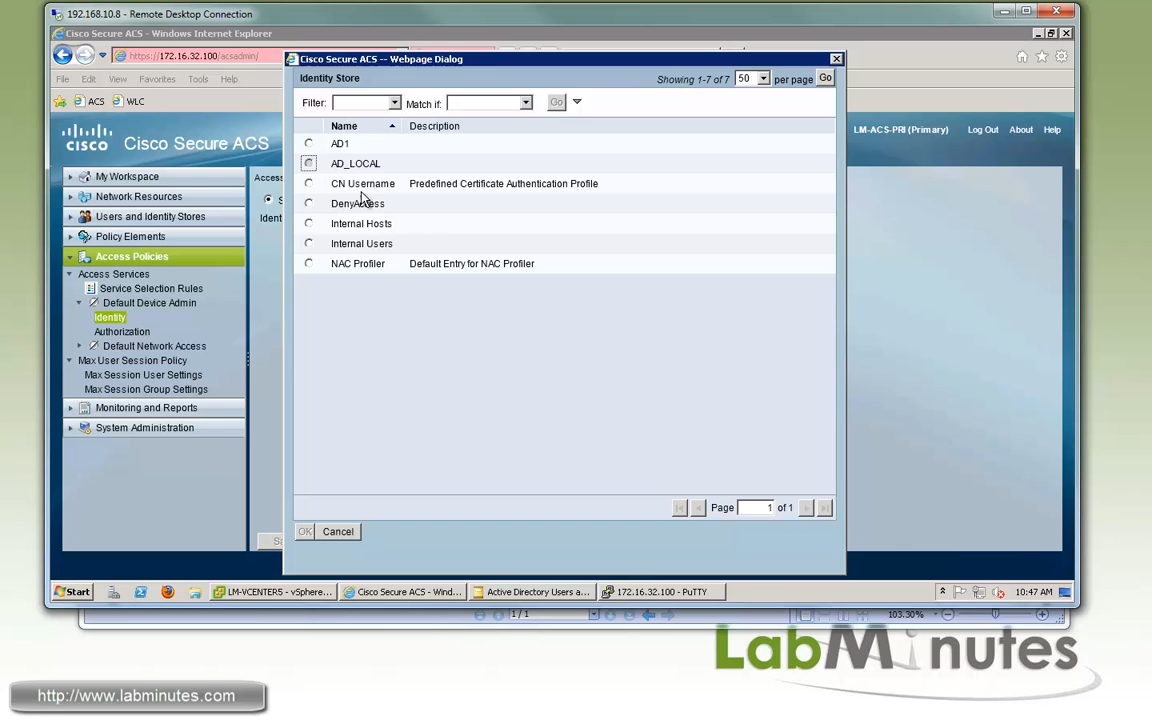 192.168.10.8 - Remote Desktop Connection
Cisco Secure ACS - Windows Internet Explorer
https://172.16.32.100/acsadmin/
File Edit View Favorites Tools Help
ACS WLC
CISCO Cisco Secure ACS
LM-ACS-PRI (Primary) Log Out About Help
My Workspace
Network Resources
Users and Identity Stores
Policy Elements
Access Policies
Access Services
Service Selection Rules
Default Device Admin
Identity
Authorization
Default Network Access
Max User Session Policy
Max Session User Settings
Max Session Group Settings
Monitoring and Reports
System Administration
Access
S
Identi
Sa
Cisco Secure ACS -- Webpage Dialog
Identity Store Showing 1-7 of 7 50 per page Go
Filter: Match if: Go
Name Description
AD1
AD_LOCAL
CN Username Predefined Certificate Authentication Profile
DenyAccess
Internal Hosts
Internal Users
NAC Profiler Default Entry for NAC Profiler
Page 1 of 1
OK Cancel
Start LM-VCENTER5 - vSphere... Cisco Secure ACS - Wind... Active Directory Users a... 172.16.32.100 - PuTTY 10:47 AM
1 / 1 103.30%
LabMinutes
http://www.labminutes.com